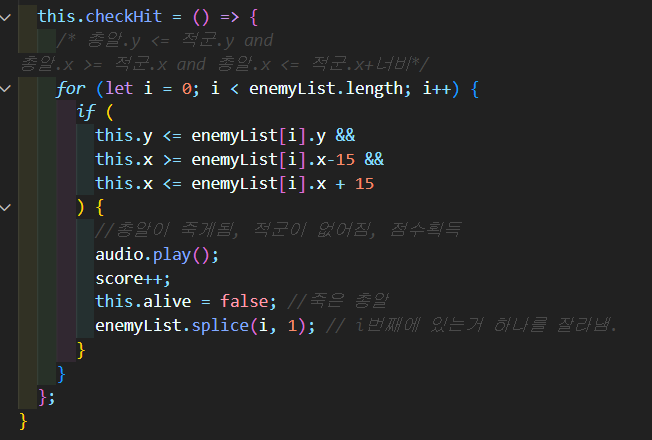 this.checkHit = () => {
/* 총알.y <= 적군.y and
총알.x >= 적군.x and 총알.x <= 적군.x+너비*/
for (let i = 0; i < enemyList.length; i++) {
if (
this.y <= enemyList[i].y &&
this.x >= enemyList[i].x-15 &&
this.x <= enemyList[i].x + 15
) {
//총알이 죽게됨, 적군이 없어짐, 점수획득
audio.play();
score++;
this.alive = false; //죽은 총알
enemyList.splice(i, 1); // i번째에 있는거 하나를 잘라냄.
}
}
};
}